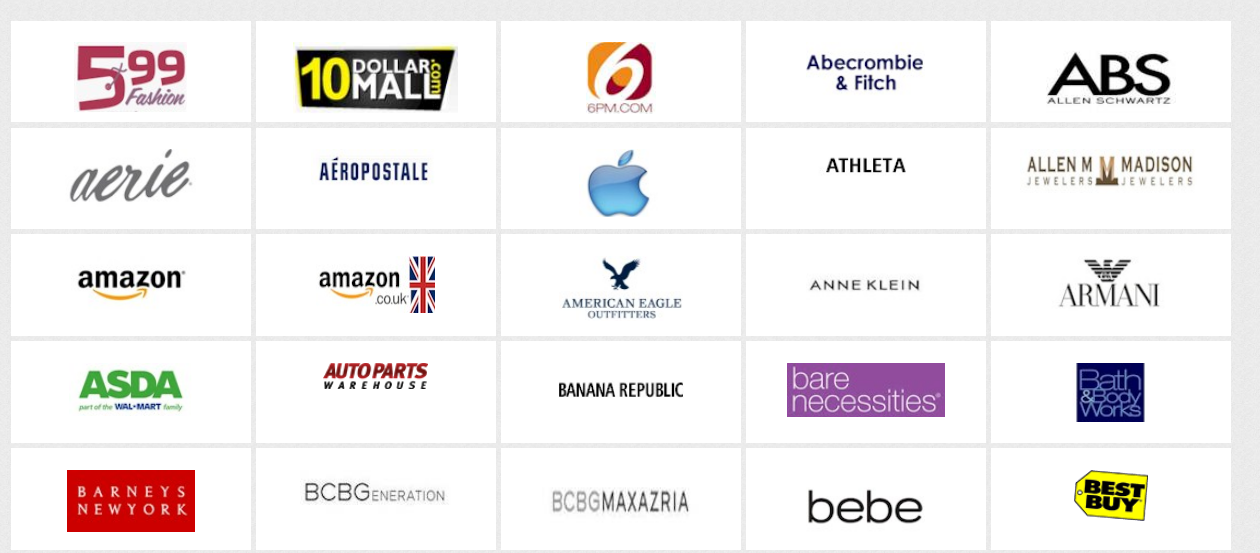 5.99
Fashion
10 DOLLAR
MALL.com
6
6PM.COM
Abercrombie
& Fitch
ABS
ALLEN SCHWARTZ
aerie
AÉROPOSTALE
ATHLETA
ALLEN M MADISON
JEWELERS JEWELERS
amazon
amazon
.co.uk
AMERICAN EAGLE
OUTFITTERS
ANNE KLEIN
ARMANI
ASDA
part of the WAL★MART family
AUTO PARTS
WAREHOUSE
BANANA REPUBLIC
bare
necessities®
Bath
&Body
Works
BARNEYS
NEWYORK
BCBGENERATION
BCBGMAXAZRIA
bebe
BEST
BUY